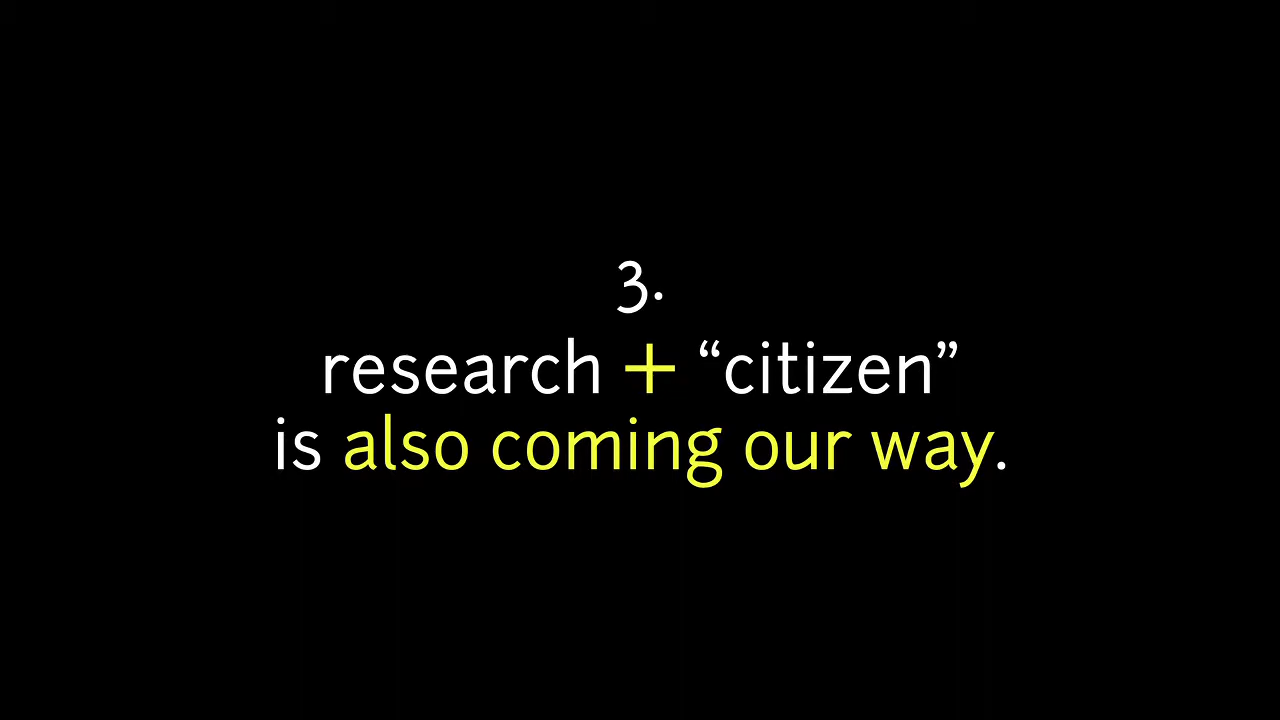 3.
research + “citizen”
is also coming our way.